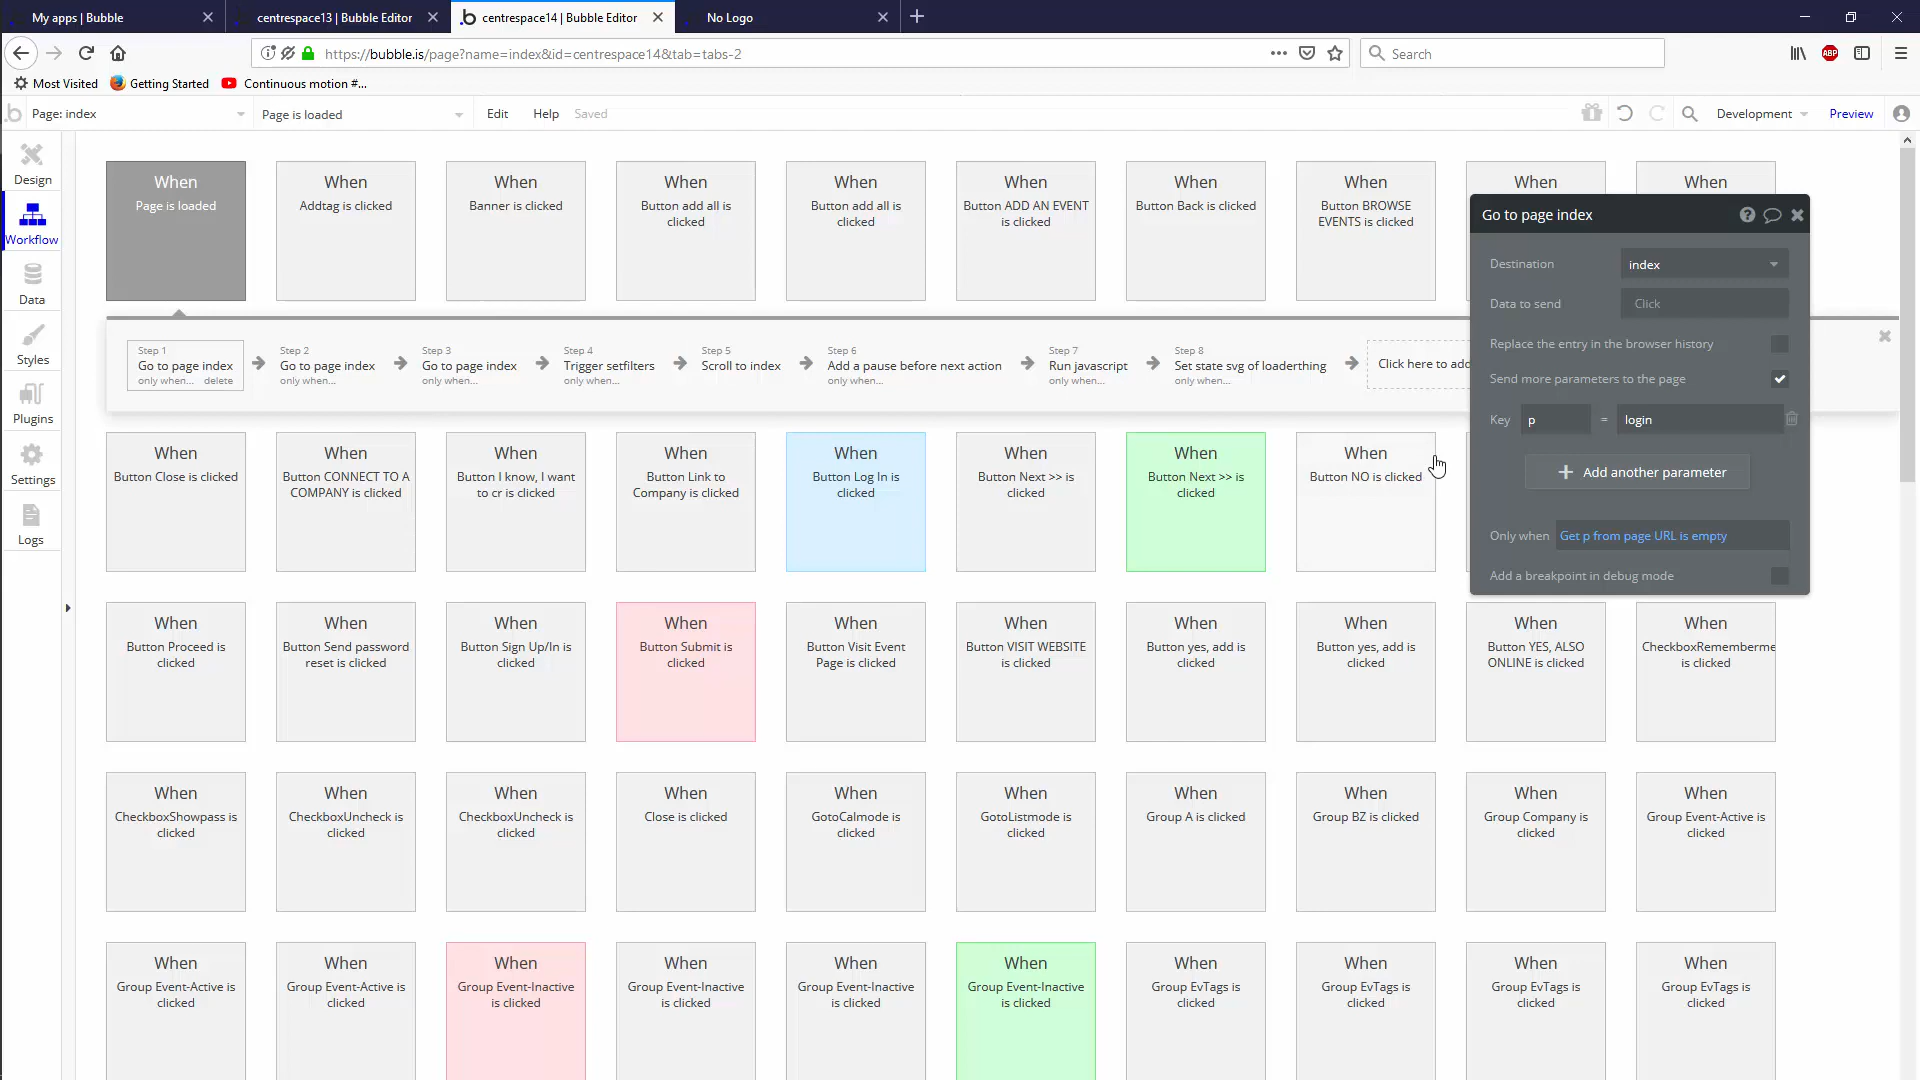 My apps | Bubble
centrespace13 | Bubble Editor
centrespace14 | Bubble Editor
No Logo
https://bubble.is/page?name=index&id=centrespace14&tab=tabs-2
Search
ABP
Most Visited
Getting Started
Continuous motion #...
Page: index
Page is loaded
Edit
Help
Saved
Development
Preview
Design
Workflow
Data
Styles
Plugins
Settings
Logs
When
Page is loaded
When
Addtag is clicked
When
Banner is clicked
When
Button add all is
clicked
When
Button add all is
clicked
When
Button ADD AN EVENT
is clicked
When
Button Back is clicked
When
Button BROWSE
EVENTS is clicked
When
When
Step 1
Go to page index
only when...
delete
Step 2
Go to page index
only when...
Step 3
Go to page index
only when...
Step 4
Trigger setfilters
only when...
Step 5
Scroll to index
Step 6
Add a pause before next action
only when...
Step 7
Run javascript
only when...
Step 8
Set state svg of loaderthing
only when...
Click here to add
Go to page index
Destination
index
Data to send
Click
Replace the entry in the browser history
Send more parameters to the page
Key
p
=
login
Add another parameter
Only when
Get p from page URL is empty
Add a breakpoint in debug mode
When
Button Close is clicked
When
Button CONNECT TO A
COMPANY is clicked
When
Button I know, I want
to cr is clicked
When
Button Link to
Company is clicked
When
Button Log In is
clicked
When
Button Next >> is
clicked
When
Button Next >> is
clicked
When
Button NO is clicked
When
Button Proceed is
clicked
When
Button Send password
reset is clicked
When
Button Sign Up/In is
clicked
When
Button Submit is
clicked
When
Button Visit Event
Page is clicked
When
Button VISIT WEBSITE
is clicked
When
Button yes, add is
clicked
When
Button yes, add is
clicked
When
Button YES, ALSO
ONLINE is clicked
When
CheckboxRememberme
is clicked
When
CheckboxShowpass is
clicked
When
CheckboxUncheck is
clicked
When
CheckboxUncheck is
clicked
When
Close is clicked
When
GotoCalmode is
clicked
When
GotoListmode is
clicked
When
Group A is clicked
When
Group BZ is clicked
When
Group Company is
clicked
When
Group Event-Active is
clicked
When
Group Event-Active is
clicked
When
Group Event-Active is
clicked
When
Group Event-Inactive
is clicked
When
Group Event-Inactive
is clicked
When
Group Event-Inactive
is clicked
When
Group Event-Inactive
is clicked
When
Group EvTags is
clicked
When
Group EvTags is
clicked
When
Group EvTags is
clicked
When
Group EvTags is
clicked